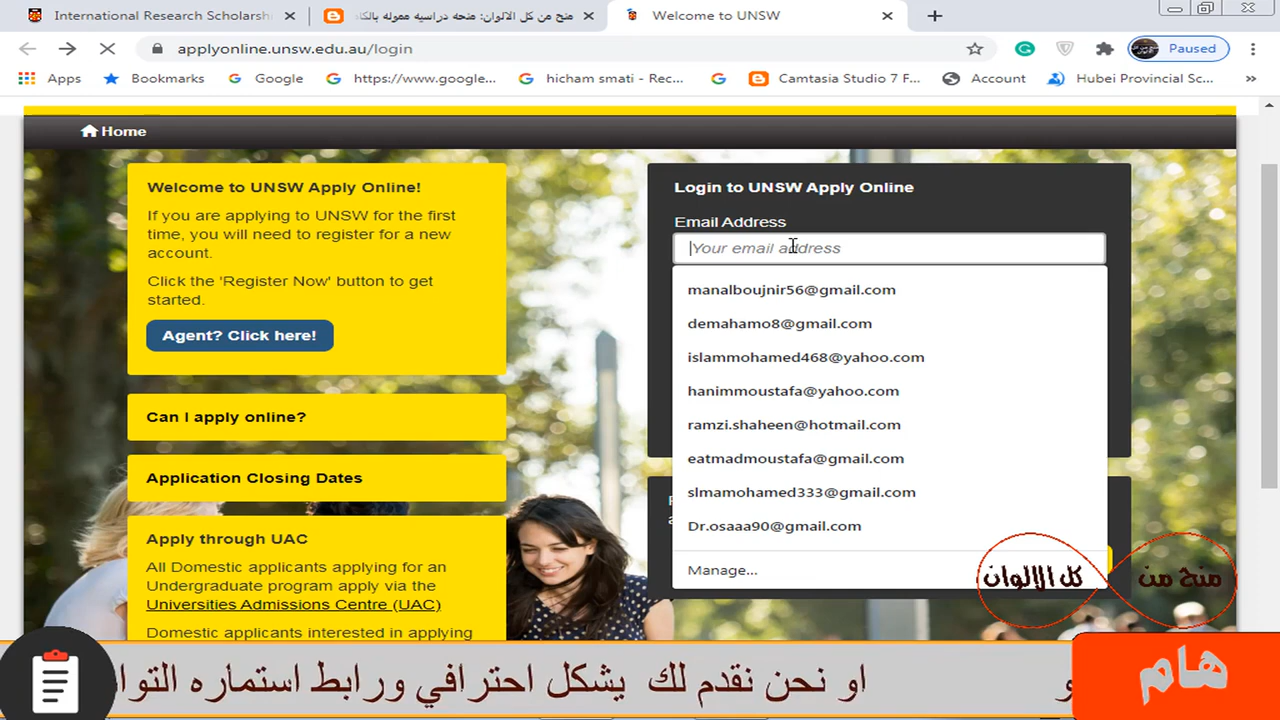 International Research Scholarsh
منح من كل الالوان: منحه دراسيه مموله بالكا
Welcome to UNSW
applyonline.unsw.edu.au/login
Paused
Apps
Bookmarks
Google
https://www.google...
hicham smati - Rec...
Camtasia Studio 7 F...
Account
Hubei Provincial Sc...
Home
Welcome to UNSW Apply Online!
If you are applying to UNSW for the first
time, you will need to register for a new
account.
Click the 'Register Now' button to get
started.
Agent? Click here!
Can I apply online?
Application Closing Dates
Apply through UAC
All Domestic applicants applying for an
Undergraduate program apply via the
Universities Admissions Centre (UAC)
Domestic applicants interested in applying
Login to UNSW Apply Online
Email Address
Your email address
manalboujnir56@gmail.com
demahamo8@gmail.com
islammohamed468@yahoo.com
hanimmoustafa@yahoo.com
ramzi.shaheen@hotmail.com
eatmadmoustafa@gmail.com
slmamohamed333@gmail.com
Dr.osaaa90@gmail.com
Manage...
منح من كل الالوان
هام
و او نحن نقدم لك يشكل احترافي ورابط استماره التوا